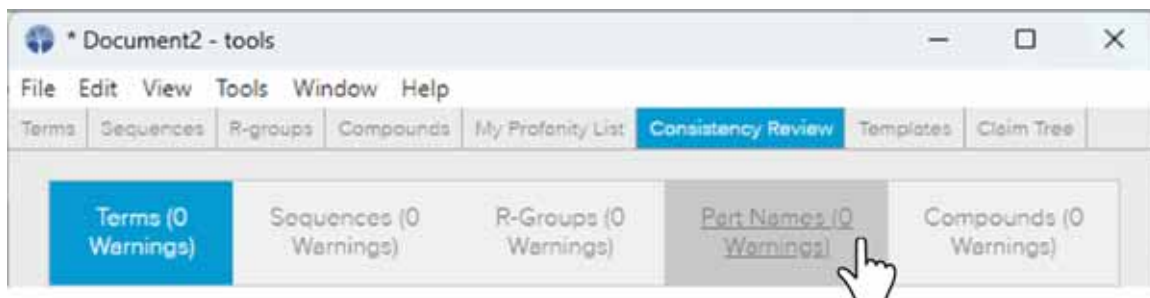 * Document2 - tools
File Edit View Tools Window Help
Terms Sequences R-groups Compounds My Profanity List Consistency Review Templates Claim Tree
Terms (0 Sequences (0 R-Groups (0 Part Names (0 Compounds (0
Warnings) Warnings) Warnings) Warnings) Warnings)